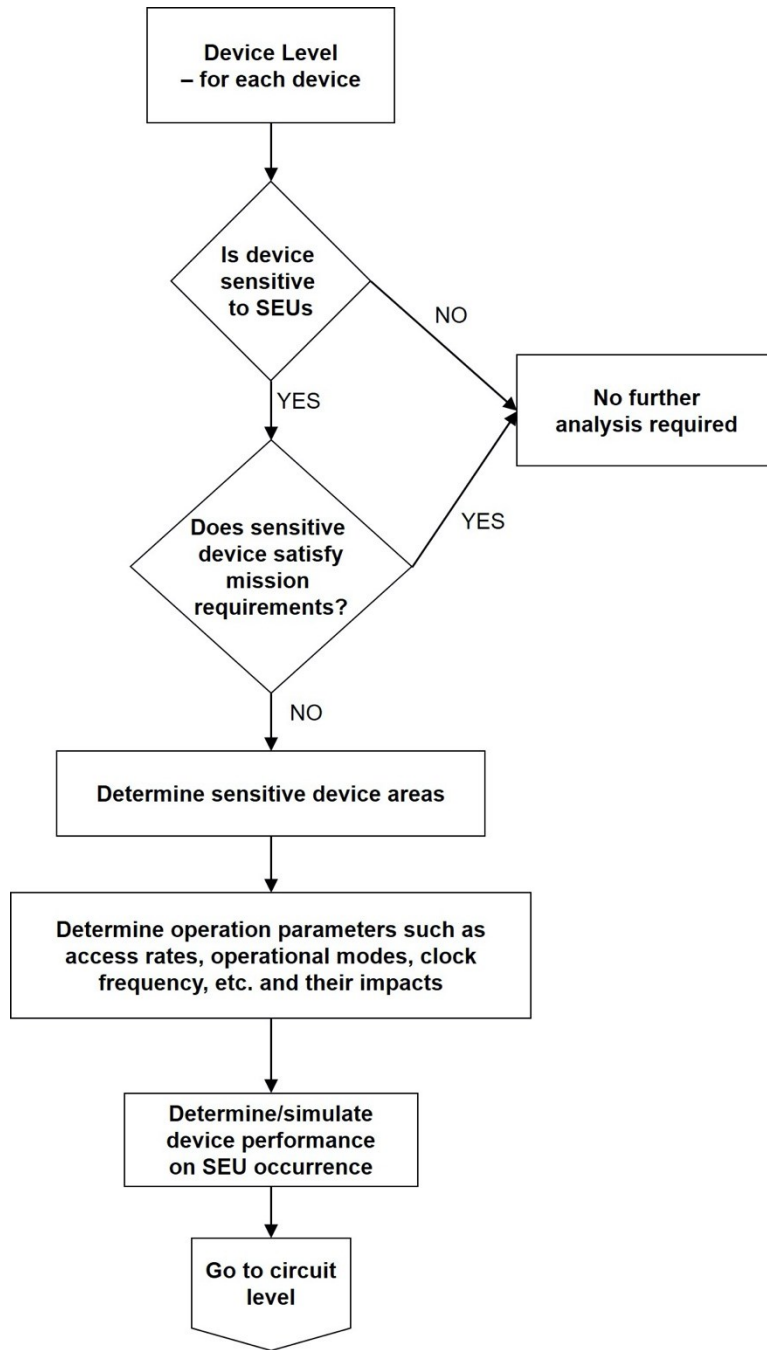 Device Level
– for each device
Is device
sensitive
to SEUs
NO
YES
No further
analysis required
Does sensitive
device satisfy
mission
requirements?
YES
NO
Determine sensitive device areas
Determine operation parameters such as
access rates, operational modes, clock
frequency, etc. and their impacts
Determine/simulate
device performance
on SEU occurrence
Go to circuit
level